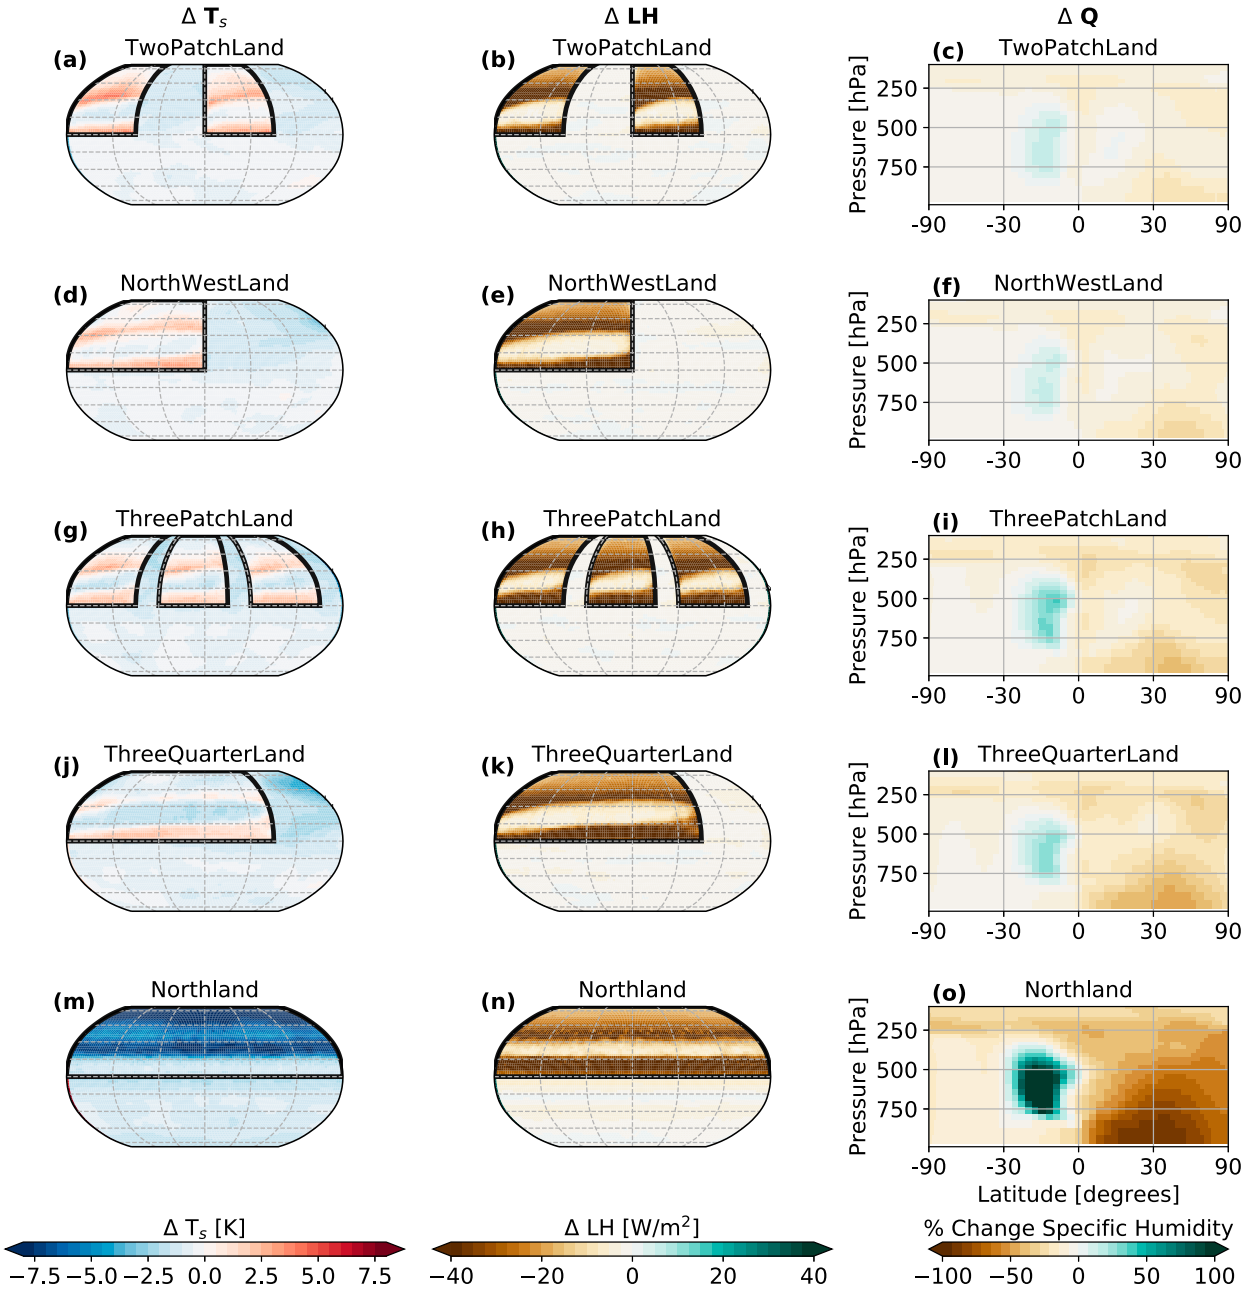 Δ Tₛ
Δ LH
Δ Q
(a)
TwoPatchLand
(b)
TwoPatchLand
(c)
TwoPatchLand
Pressure [hPa]
250
500
750
-90
-30
0
30
90
(d)
NorthWestLand
(e)
NorthWestLand
(f)
NorthWestLand
Pressure [hPa]
250
500
750
-90
-30
0
30
90
(g)
ThreePatchLand
(h)
ThreePatchLand
(i)
ThreePatchLand
Pressure [hPa]
250
500
750
-90
-30
0
30
90
(j)
ThreeQuarterLand
(k)
ThreeQuarterLand
(l)
ThreeQuarterLand
Pressure [hPa]
250
500
750
-90
-30
0
30
90
(m)
Northland
(n)
Northland
(o)
Northland
Pressure [hPa]
250
500
750
-90
-30
0
30
90
Latitude [degrees]
Δ Tₛ [K]
−7.5 −5.0 −2.5 0.0 2.5 5.0 7.5
Δ LH [W/m²]
−40 −20 0 20 40
% Change Specific Humidity
−100 −50 0 50 100